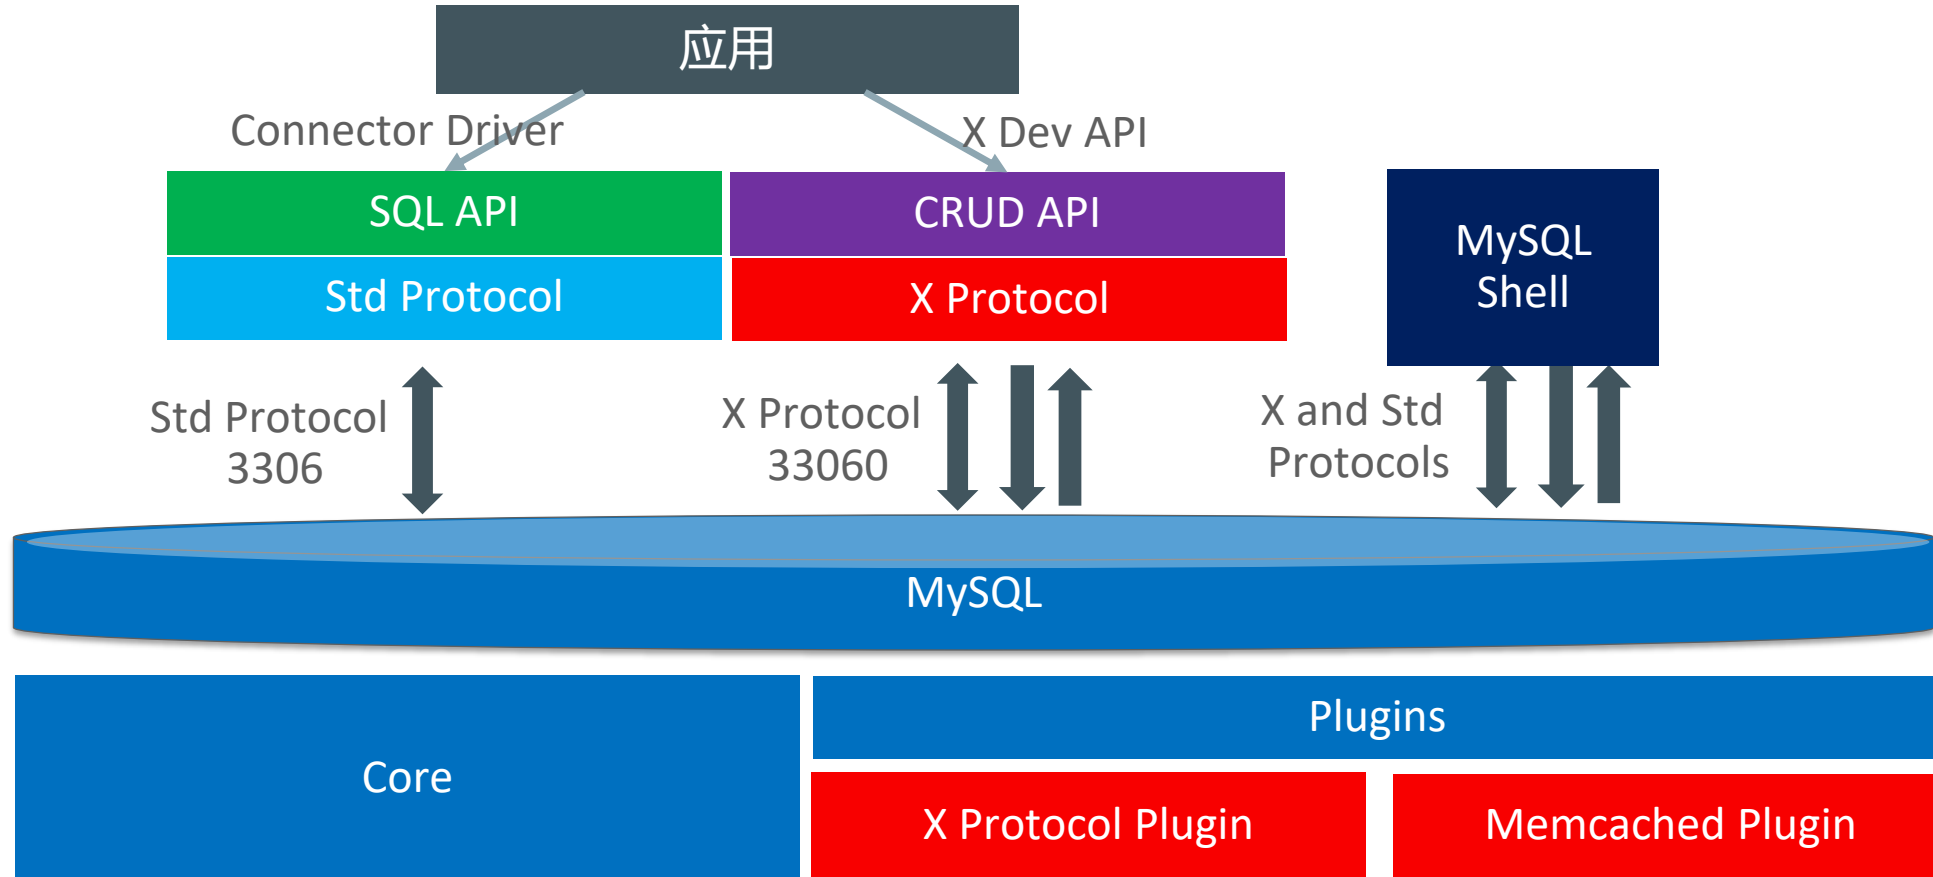 应用
Connector Driver
X Dev API
SQL API
CRUD API
Std Protocol
X Protocol
MySQL
Shell
Std Protocol
3306
X Protocol
33060
X and Std
Protocols
MySQL
Core
Plugins
X Protocol Plugin
Memcached Plugin